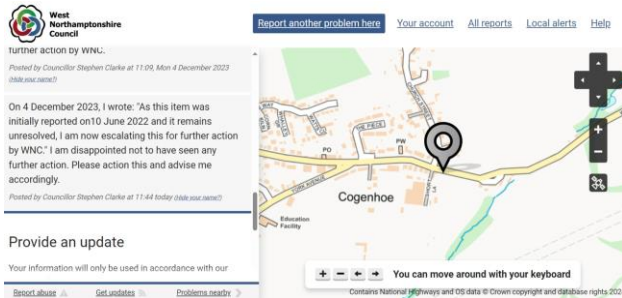 West
Northamptonshire
Council
Report another problem here
Your account
All reports
Local alerts
Help
further action by WNC.
Posted by Councillor Stephen Clarke at 11:09, Mon 4 December 2023
(Hide your name?)
On 4 December 2023, I wrote: "As this item was
initially reported on10 June 2022 and it remains
unresolved, I am now escalating this for further action
by WNC." I am disappointed not to have seen any
further action. Please action this and advise me
accordingly.
Posted by Councillor Stephen Clarke at 11:44 today (Hide your name?)
Provide an update
Your information will only be used in accordance with our
Report abuse
Get updates
Problems nearby
PO
PW
YORK AVENUE
Cogenhoe
Education
Facility
+ − ← → You can move around with your keyboard
Contains National Highways and OS data © Crown copyright and database rights 202